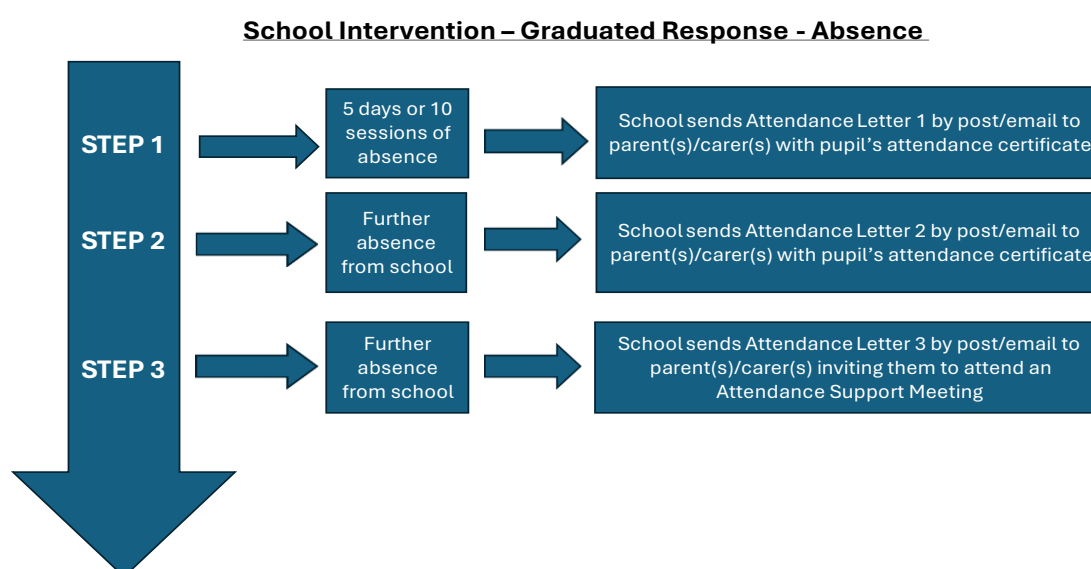 School Intervention – Graduated Response - Absence
STEP 1
5 days or 10
sessions of
absence
School sends Attendance Letter 1 by post/email to
parent(s)/carer(s) with pupil's attendance certificate
STEP 2
Further
absence
from school
School sends Attendance Letter 2 by post/email to
parent(s)/carer(s) with pupil's attendance certificate
STEP 3
Further
absence
from school
School sends Attendance Letter 3 by post/email to
parent(s)/carer(s) inviting them to attend an
Attendance Support Meeting